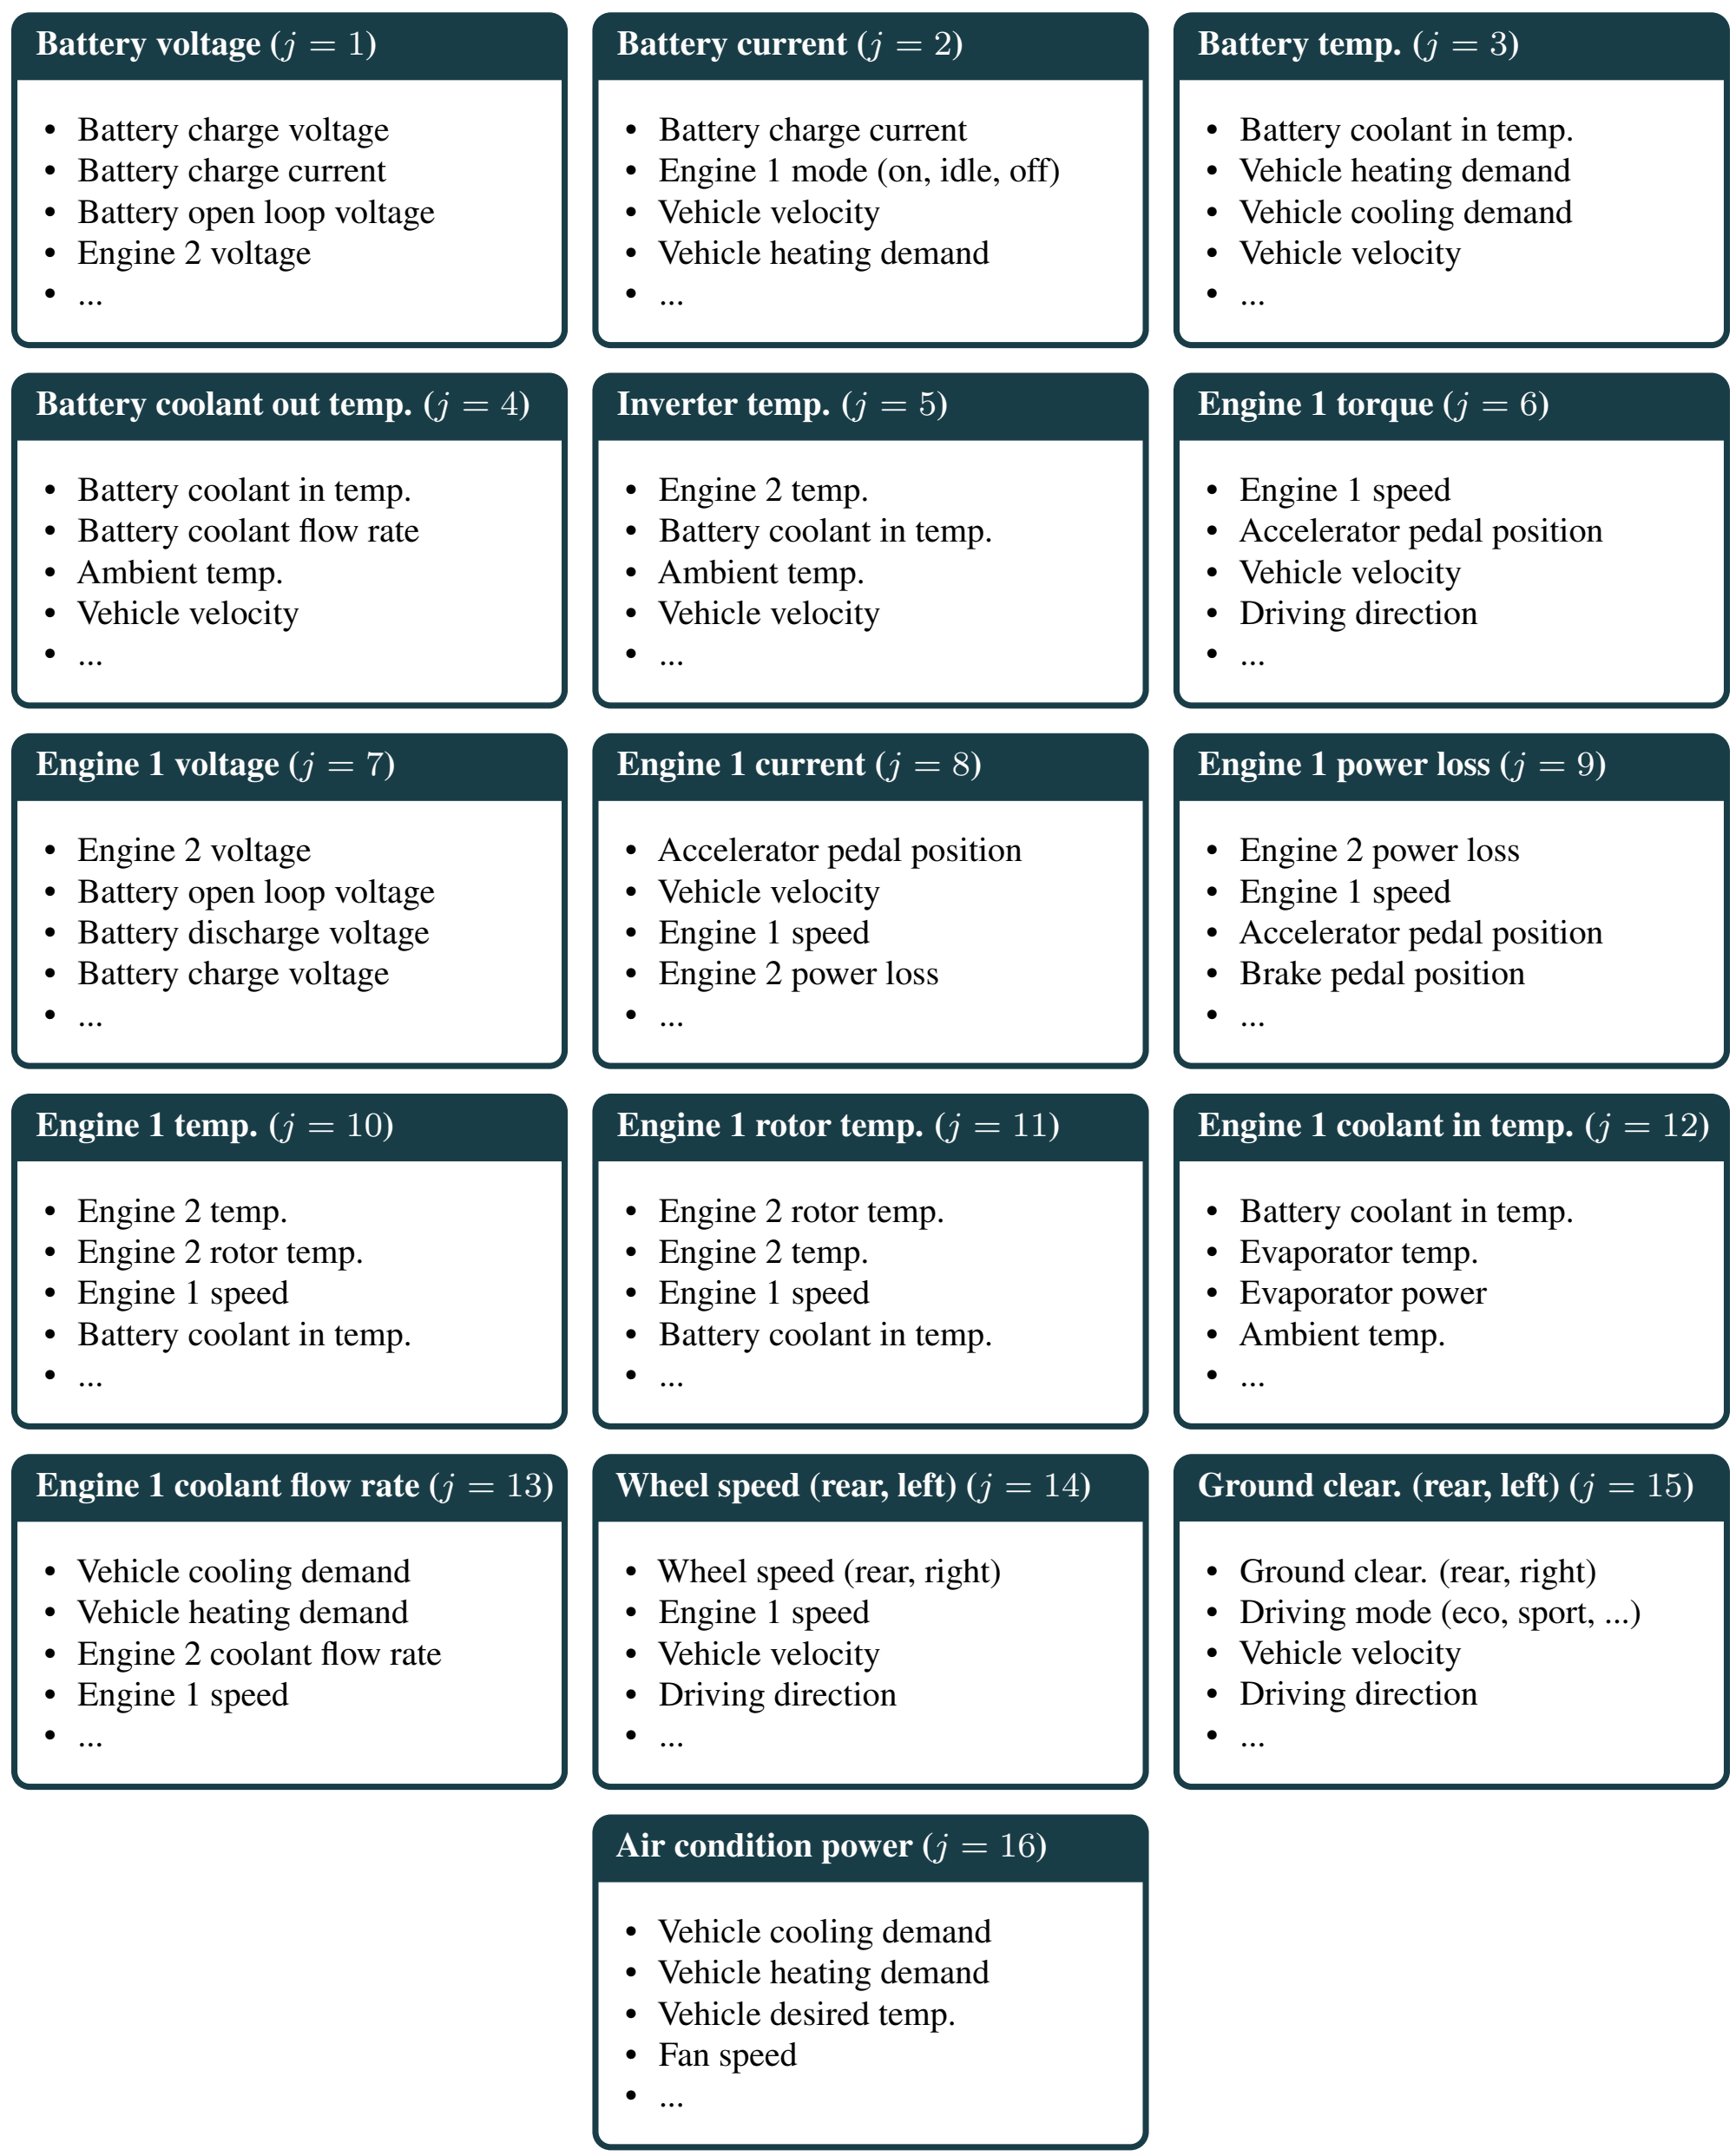 Battery voltage (j = 1)
• Battery charge voltage
• Battery charge current
• Battery open loop voltage
• Engine 2 voltage
• ...
Battery current (j = 2)
• Battery charge current
• Engine 1 mode (on, idle, off)
• Vehicle velocity
• Vehicle heating demand
• ...
Battery temp. (j = 3)
• Battery coolant in temp.
• Vehicle heating demand
• Vehicle cooling demand
• Vehicle velocity
• ...
Battery coolant out temp. (j = 4)
• Battery coolant in temp.
• Battery coolant flow rate
• Ambient temp.
• Vehicle velocity
• ...
Inverter temp. (j = 5)
• Engine 2 temp.
• Battery coolant in temp.
• Ambient temp.
• Vehicle velocity
• ...
Engine 1 torque (j = 6)
• Engine 1 speed
• Accelerator pedal position
• Vehicle velocity
• Driving direction
• ...
Engine 1 voltage (j = 7)
• Engine 2 voltage
• Battery open loop voltage
• Battery discharge voltage
• Battery charge voltage
• ...
Engine 1 current (j = 8)
• Accelerator pedal position
• Vehicle velocity
• Engine 1 speed
• Engine 2 power loss
• ...
Engine 1 power loss (j = 9)
• Engine 2 power loss
• Engine 1 speed
• Accelerator pedal position
• Brake pedal position
• ...
Engine 1 temp. (j = 10)
• Engine 2 temp.
• Engine 2 rotor temp.
• Engine 1 speed
• Battery coolant in temp.
• ...
Engine 1 rotor temp. (j = 11)
• Engine 2 rotor temp.
• Engine 2 temp.
• Engine 1 speed
• Battery coolant in temp.
• ...
Engine 1 coolant in temp. (j = 12)
• Battery coolant in temp.
• Evaporator temp.
• Evaporator power
• Ambient temp.
• ...
Engine 1 coolant flow rate (j = 13)
• Vehicle cooling demand
• Vehicle heating demand
• Engine 2 coolant flow rate
• Engine 1 speed
• ...
Wheel speed (rear, left) (j = 14)
• Wheel speed (rear, right)
• Engine 1 speed
• Vehicle velocity
• Driving direction
• ...
Ground clear. (rear, left) (j = 15)
• Ground clear. (rear, right)
• Driving mode (eco, sport, ...)
• Vehicle velocity
• Driving direction
• ...
Air condition power (j = 16)
• Vehicle cooling demand
• Vehicle heating demand
• Vehicle desired temp.
• Fan speed
• ...